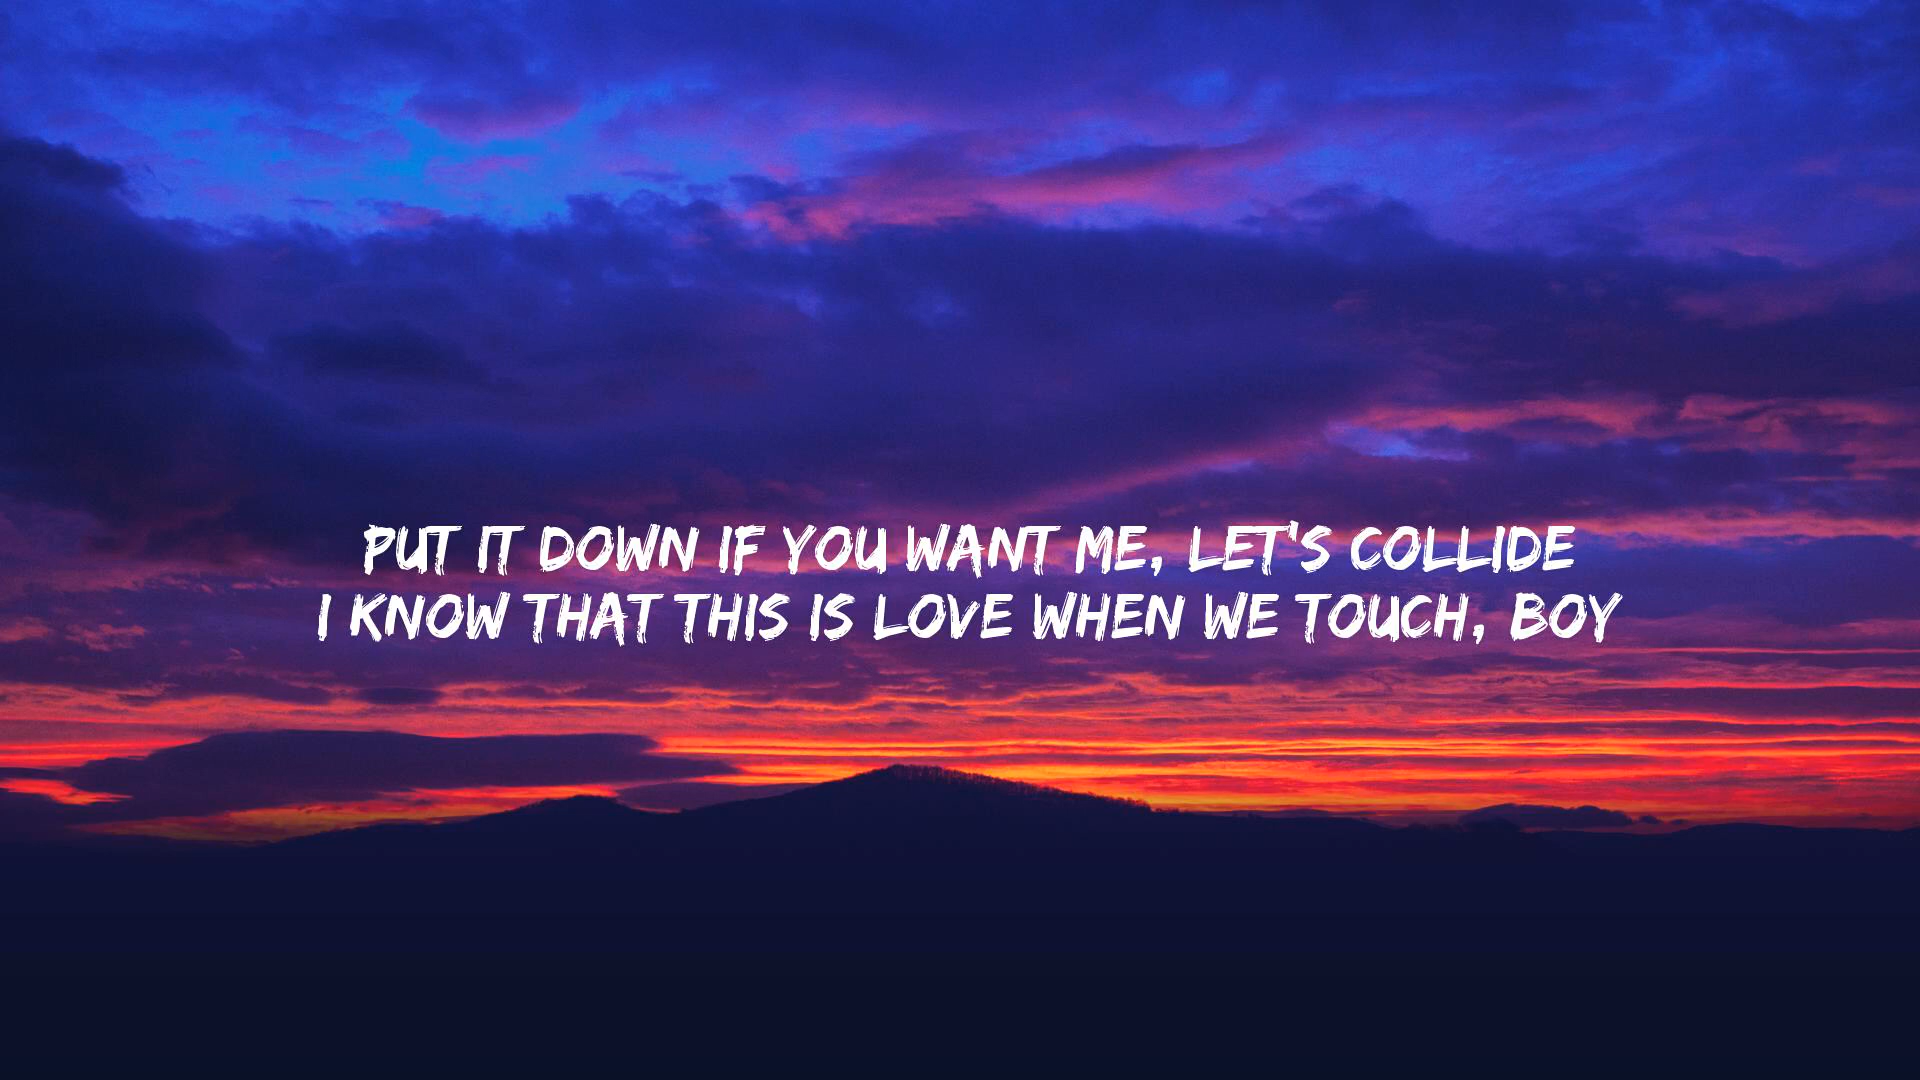 PUT IT DOWN IF YOU WANT ME, LET'S COLLIDE
I KNOW THAT THIS IS LOVE WHEN WE TOUCH, BOY